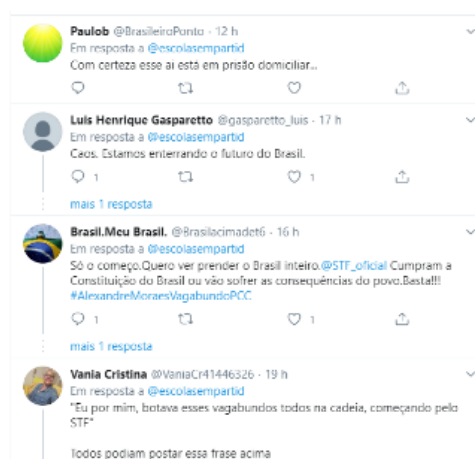 Paulob @BrasileiroPonto · 12 h
Em resposta a @escolasempartid
Com certeza esse ai está em prisão domiciliar...
Luis Henrique Gasparetto @gasparetto_luis · 17 h
Em resposta a @escolasempartid
Caos. Estamos enterrando o futuro do Brasil.
1 1
mais 1 resposta
Brasil.Meu Brasil. @Brasilacimadet6 · 16 h
Em resposta a @escolasempartid
Só o começo.Quero ver prender o Brasil inteiro.@STF_oficial Cumpram a
Constituição do Brasil ou vão sofrer as consequências do povo.Basta!!!
#AlexandreMoraesVagabundoPCC
1 1
mais 1 resposta
Vania Cristina @VaniaCr41446326 · 19 h
Em resposta a @escolasempartid
"Eu por mim, botava esses vagabundos todos na cadeia, começando pelo
STF"
Todos podiam postar essa frase acima